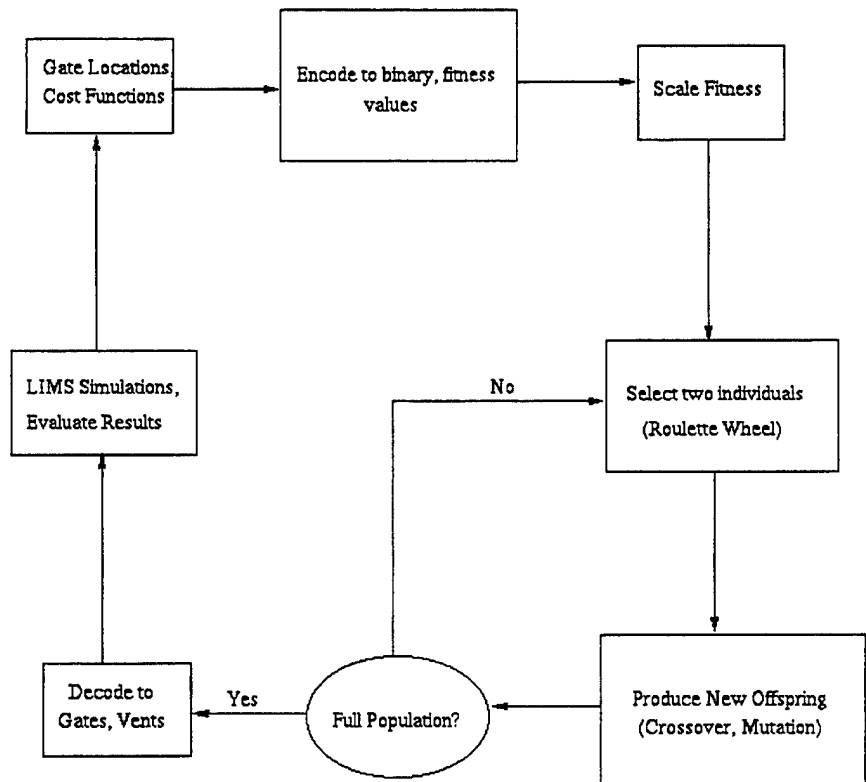 Gate Locations
Cost Functions
Encode to binary, fitness
values
Scale Fitness
LIMS Simulations,
Evaluate Results
No
Select two individuals
(Roulette Wheel)
Decode to
Gates, Vents
Yes
Full Population?
Produce New Offspring
(Crossover, Mutation)